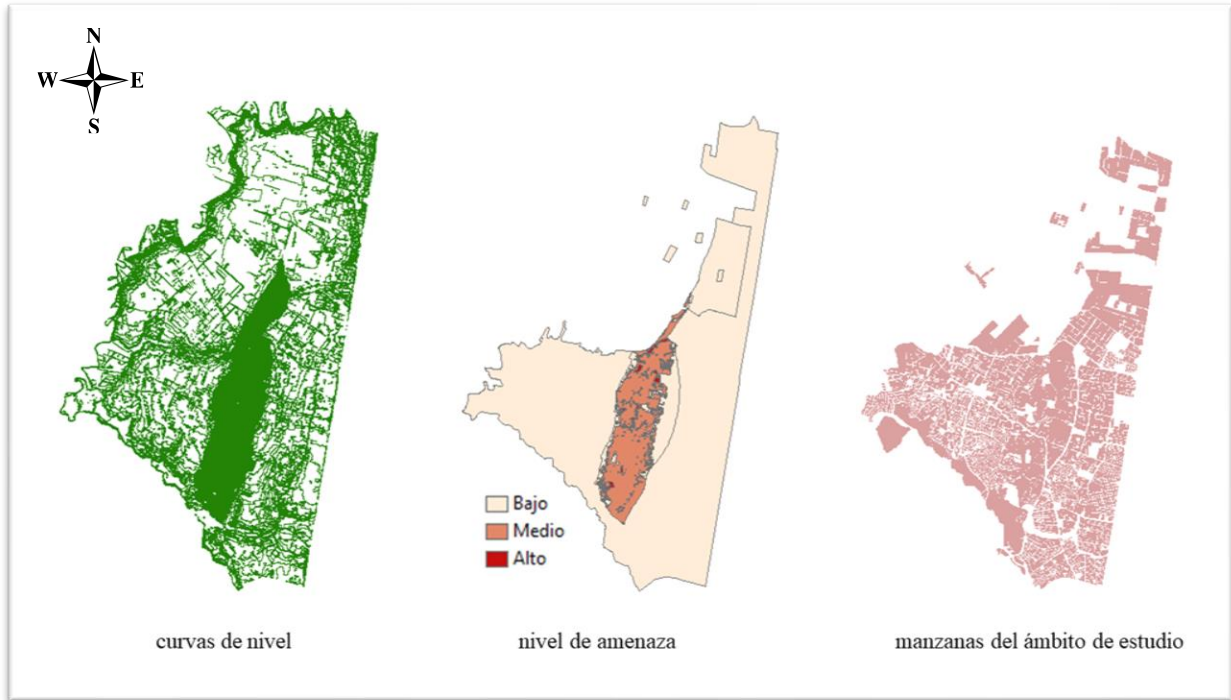 N
W E
S
Bajo
Medio
Alto
curvas de nivel
nivel de amenaza
manzanas del ámbito de estudio